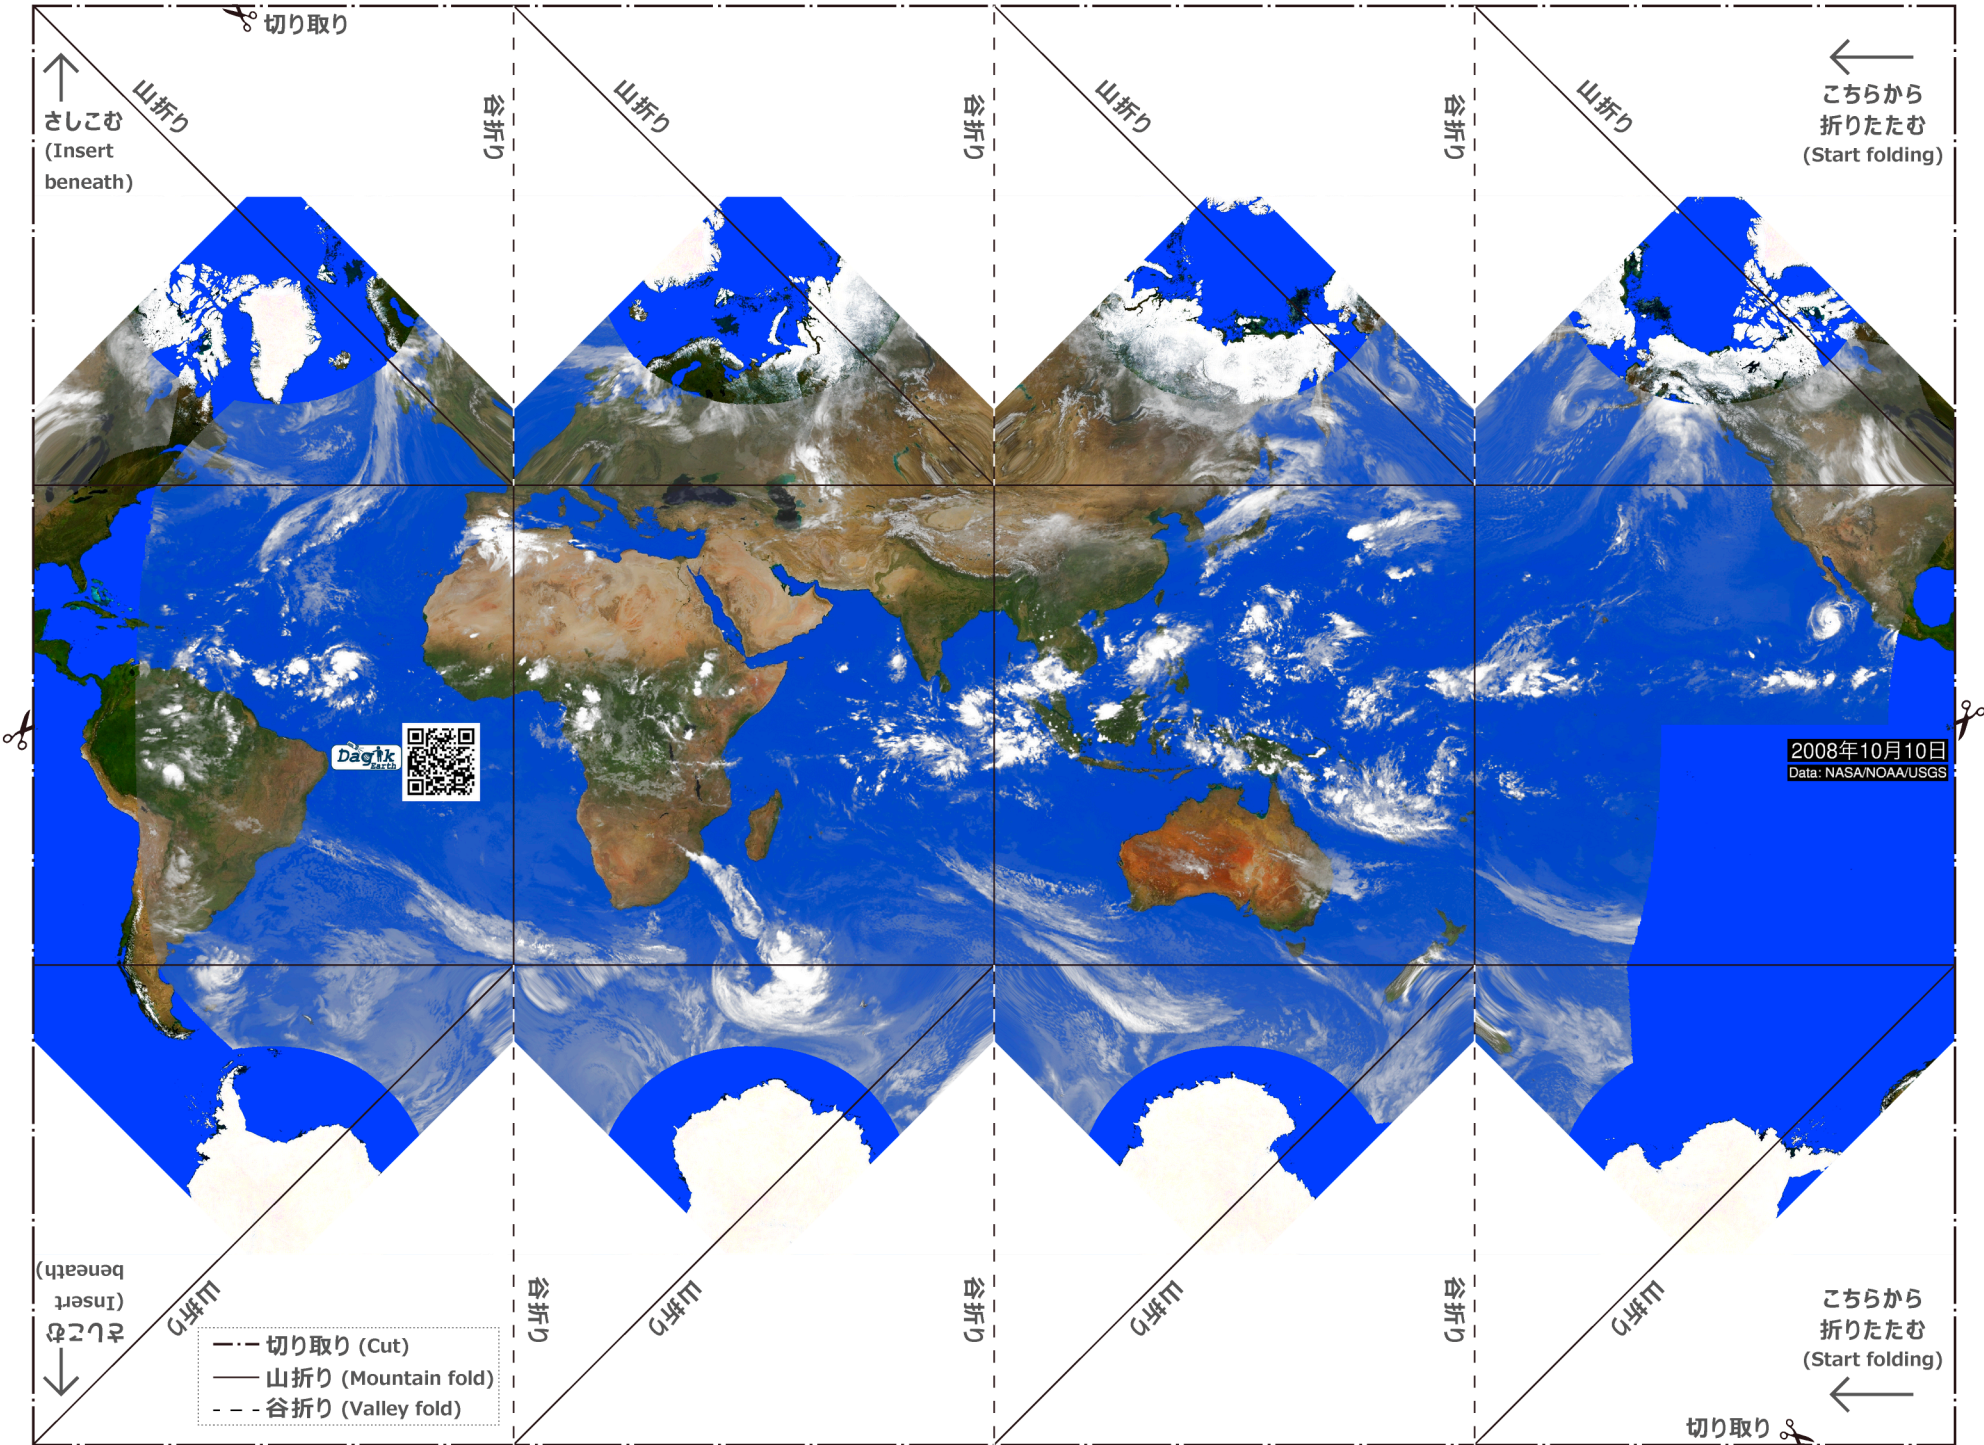 切り取り
さしこむ
(Insert
beneath)
山折り
谷折り
山折り
谷折り
山折り
谷折り
山折り
こちらから
折りたたむ
(Start folding)
Dagik
Earth
2008年10月10日
Data: NASA/NOAA/USGS
さしこむ
(Insert
beneath)
山折り
谷折り
山折り
谷折り
山折り
谷折り
山折り
こちらから
折りたたむ
(Start folding)
切り取り (Cut)
山折り (Mountain fold)
谷折り (Valley fold)
切り取り